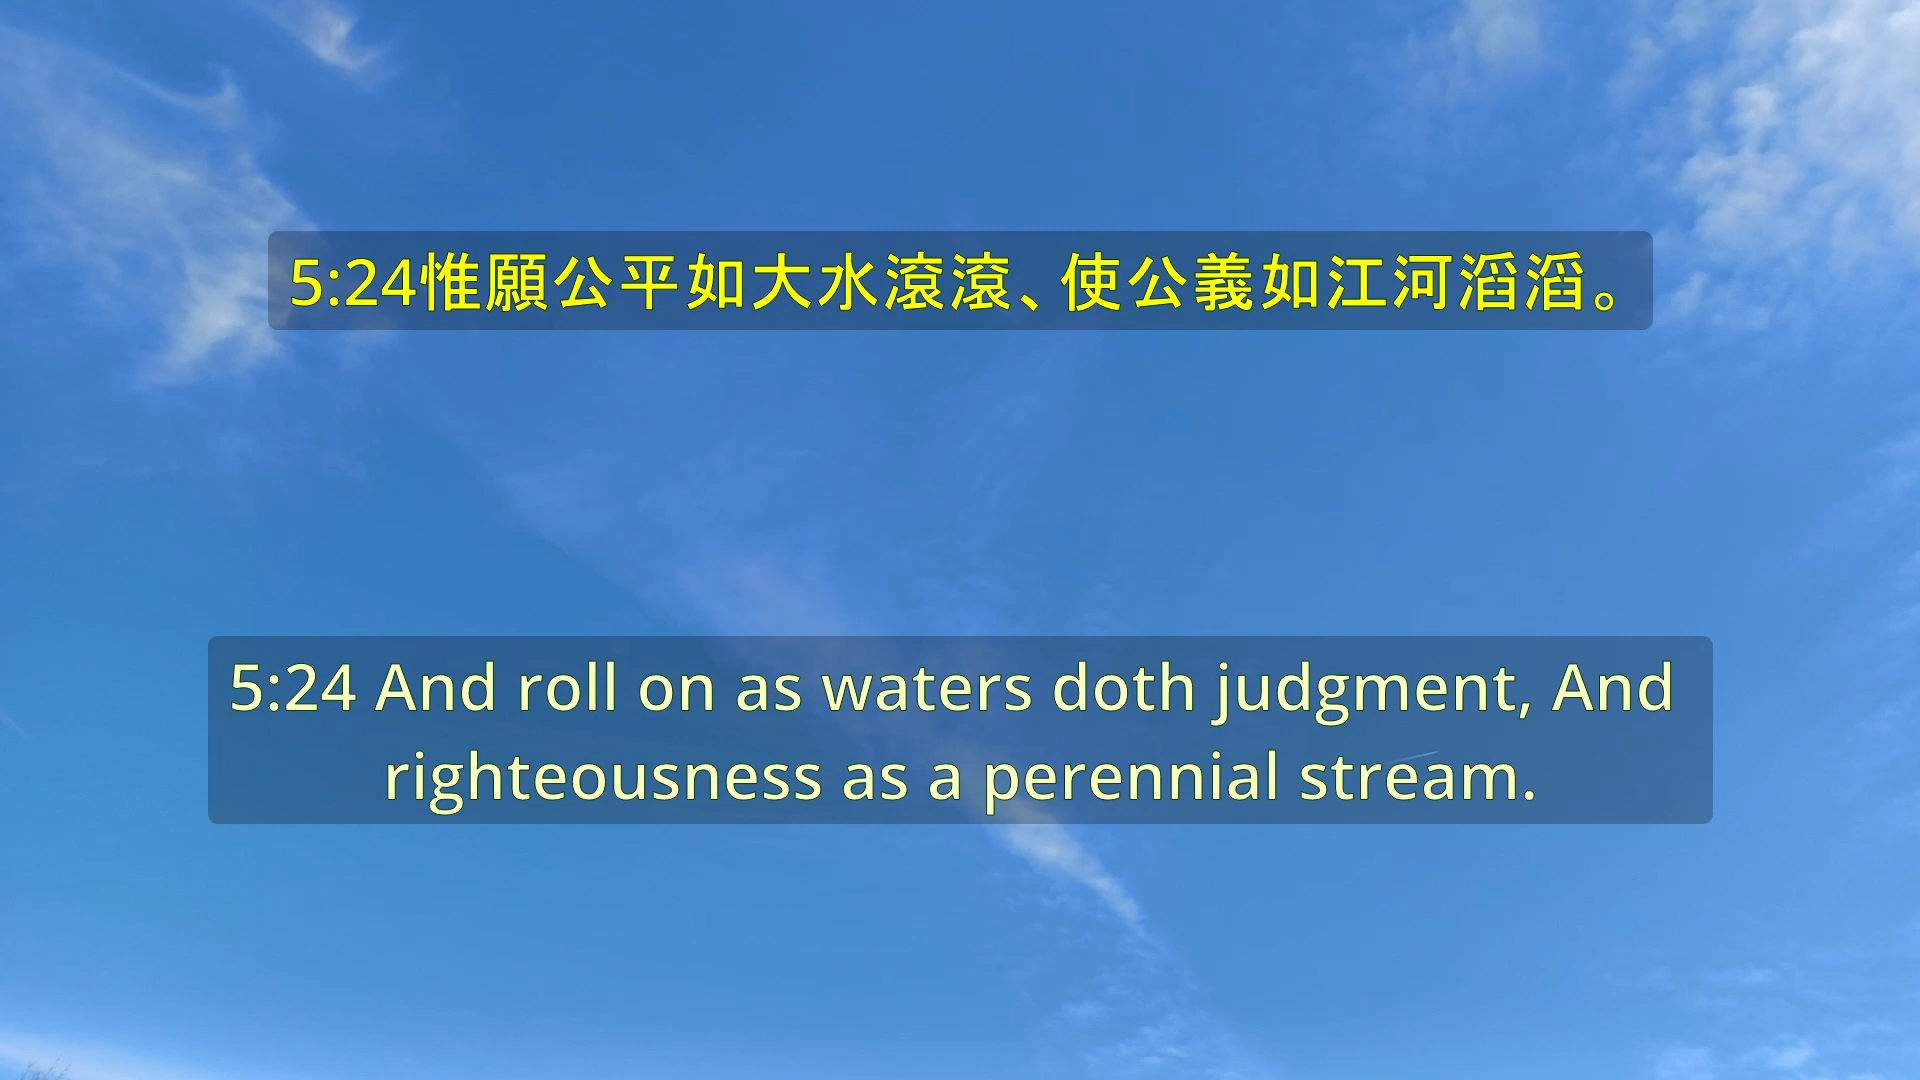 5:24惟願公平如大水滾滾、使公義如江河滔滔。
5:24 And roll on as waters doth judgment, And
righteousness as a perennial stream.